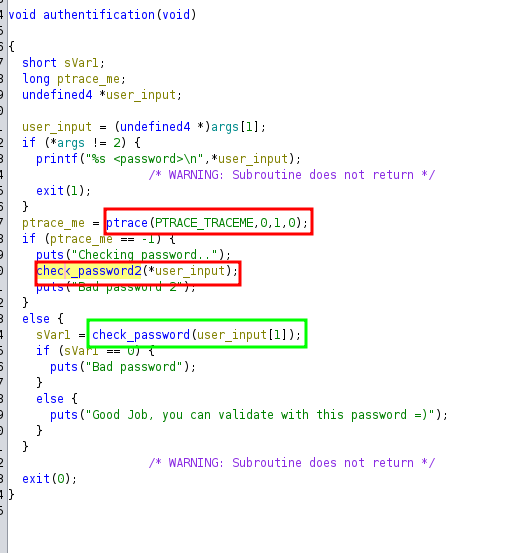 void authentification(void)
{
short sVar1;
long ptrace_me;
undefined4 *user_input;
user_input = (undefined4 *)args[1];
if (*args != 2) {
printf("%s <password>\n",*user_input);
/* WARNING: Subroutine does not return */
exit(1);
}
ptrace_me = ptrace(PTRACE_TRACEME,0,1,0);
if (ptrace_me == -1) {
puts("Checking password..");
check_password2(*user_input);
puts("Bad password 2");
}
else {
sVar1 = check_password(user_input[1]);
if (sVar1 == 0) {
puts("Bad password");
}
else {
puts("Good Job, you can validate with this password =)");
}
}
/* WARNING: Subroutine does not return */
exit(0);
}